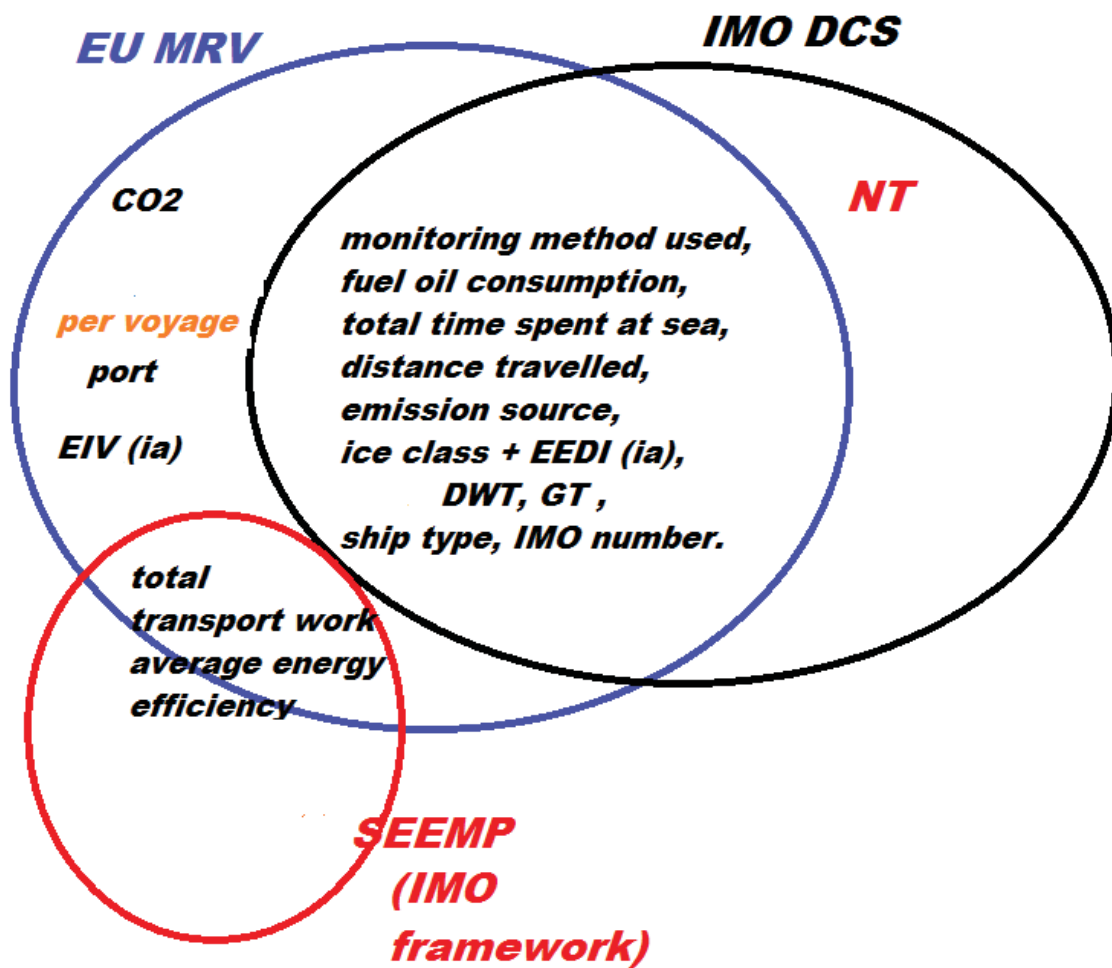 EU MRV
IMO DCS
CO2
NT
monitoring method used,
fuel oil consumption,
total time spent at sea,
distance travelled,
emission source,
ice class + EEDI (ia),
DWT, GT ,
ship type, IMO number.
per voyage
port
EIV (ia)
total
transport work
average energy
efficiency
SEEMP
(IMO
framework)